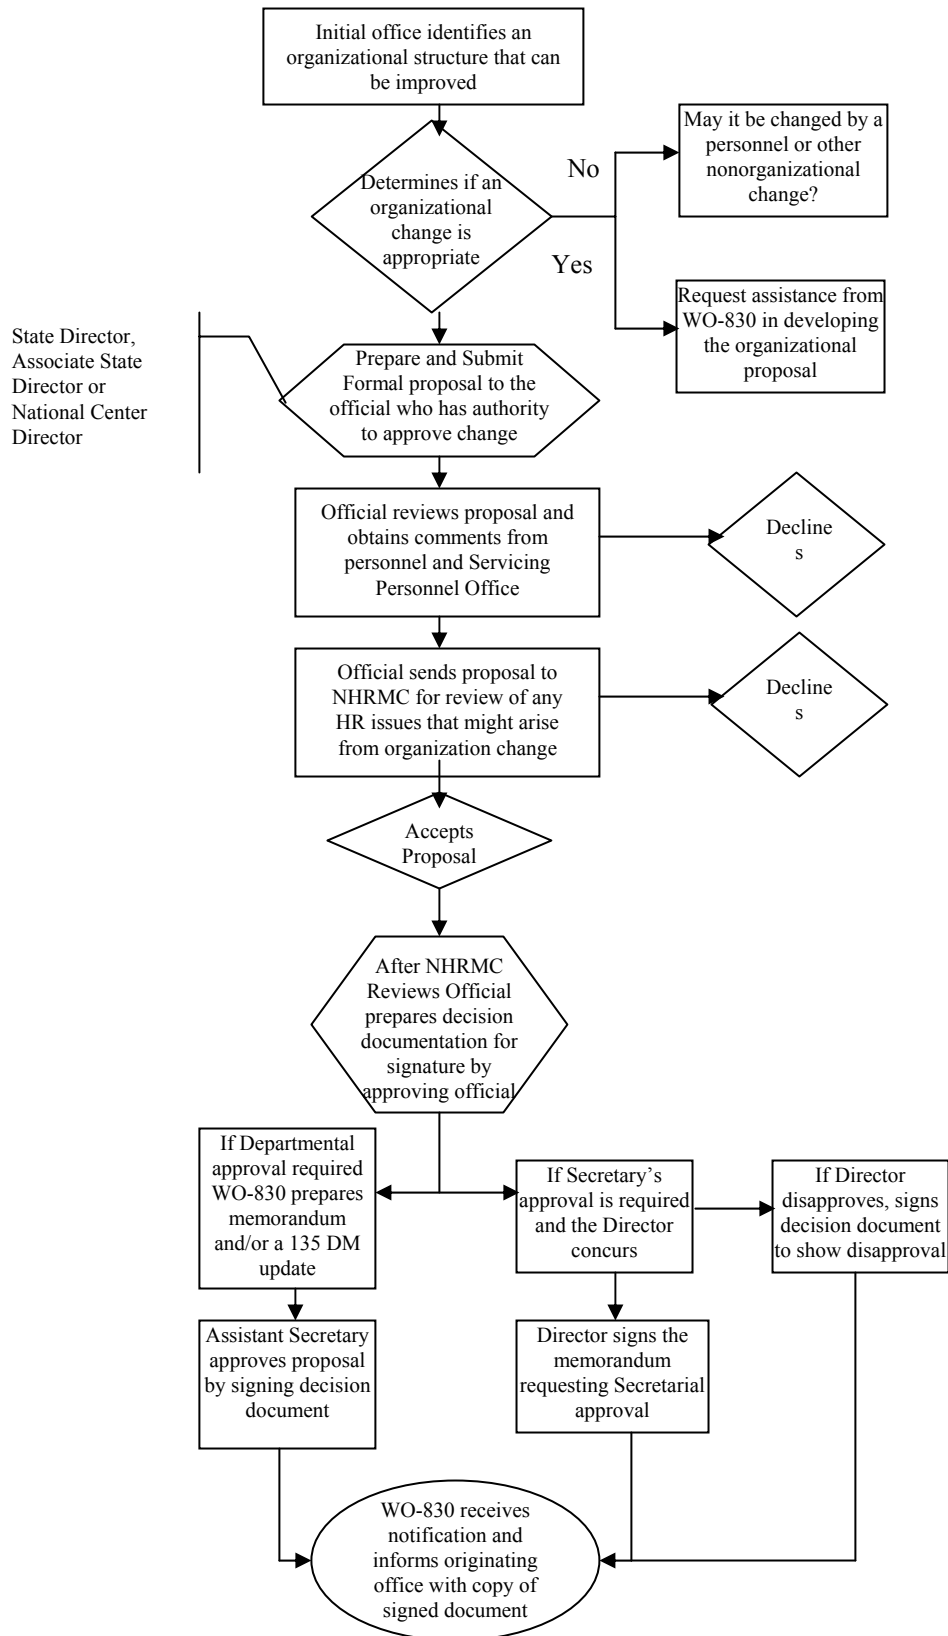 Initial office identifies an
organizational structure that can
be improved
May it be changed by a
personnel or other
nonorganizational
change?
No
Determines if an
organizational
change is
appropriate
Yes
Request assistance from
WO-830 in developing
the organizational
proposal
State Director,
Associate State
Director or
National Center
Director
Prepare and Submit
Formal proposal to the
official who has authority
to approve change
Official reviews proposal and
obtains comments from
personnel and Servicing
Personnel Office
Decline
s
Official sends proposal to
NHRMC for review of any
HR issues that might arise
from organization change
Decline
s
Accepts
Proposal
After NHRMC
Reviews Official
prepares decision
documentation for
signature by
approving official
If Departmental
approval required
WO-830 prepares
memorandum
and/or a 135 DM
update
If Secretary’s
approval is required
and the Director
concurs
If Director
disapproves, signs
decision document
to show disapproval
Assistant Secretary
approves proposal
by signing decision
document
Director signs the
memorandum
requesting Secretarial
approval
WO-830 receives
notification and
informs originating
office with copy of
signed document